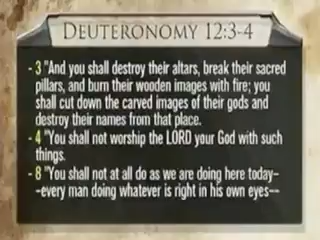 DEUTERONOMY 12:3-4
- 3 "And you shall destroy their altars, break their sacred
pillars, and burn their wooden images with fire; you
shall cut down the carved images of their gods and
destroy their names from that place.
- 4 "You shall not worship the LORD your God with such
things.
- 8 "You shall not at all do as we are doing here today-
-every man doing whatever is right in his own eyes--